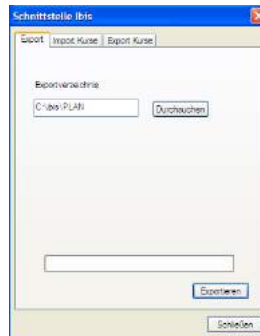 Schnittstelle Ibis
Export Import Kurse Export Kurse
Exportverzeichnis
C:\ibis\PLAN Durchsuchen
Exportieren
Schließen